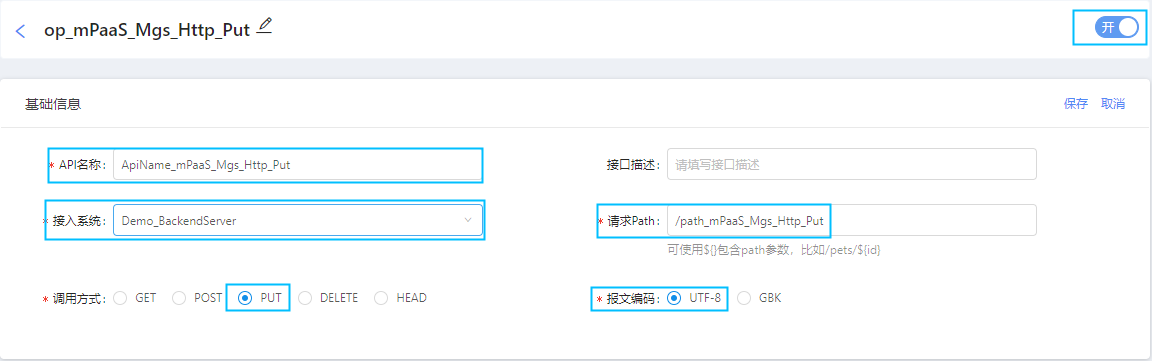 op_mPaaS_Mgs_Http_Put
开
基础信息
保存 取消
* API名称: ApiName_mPaaS_Mgs_Http_Put
接口描述: 请填写接口描述
* 接入系统: Demo_BackendServer
* 请求Path: /path_mPaaS_Mgs_Http_Put
可使用${}包含path参数，比如/pets/${id}
* 调用方式: GET POST PUT DELETE HEAD
* 报文编码: UTF-8 GBK